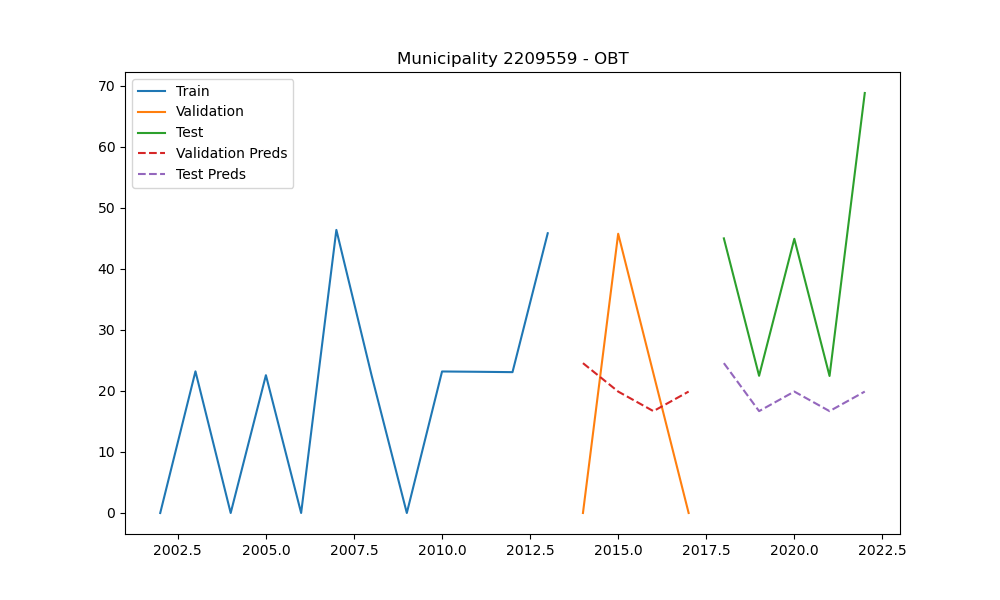 Municipality 2209559 - OBT
Train
Validation
Test
Validation Preds
Test Preds
70
60
50
40
30
20
10
0
2002.5 2005.0 2007.5 2010.0 2012.5 2015.0 2017.5 2020.0 2022.5